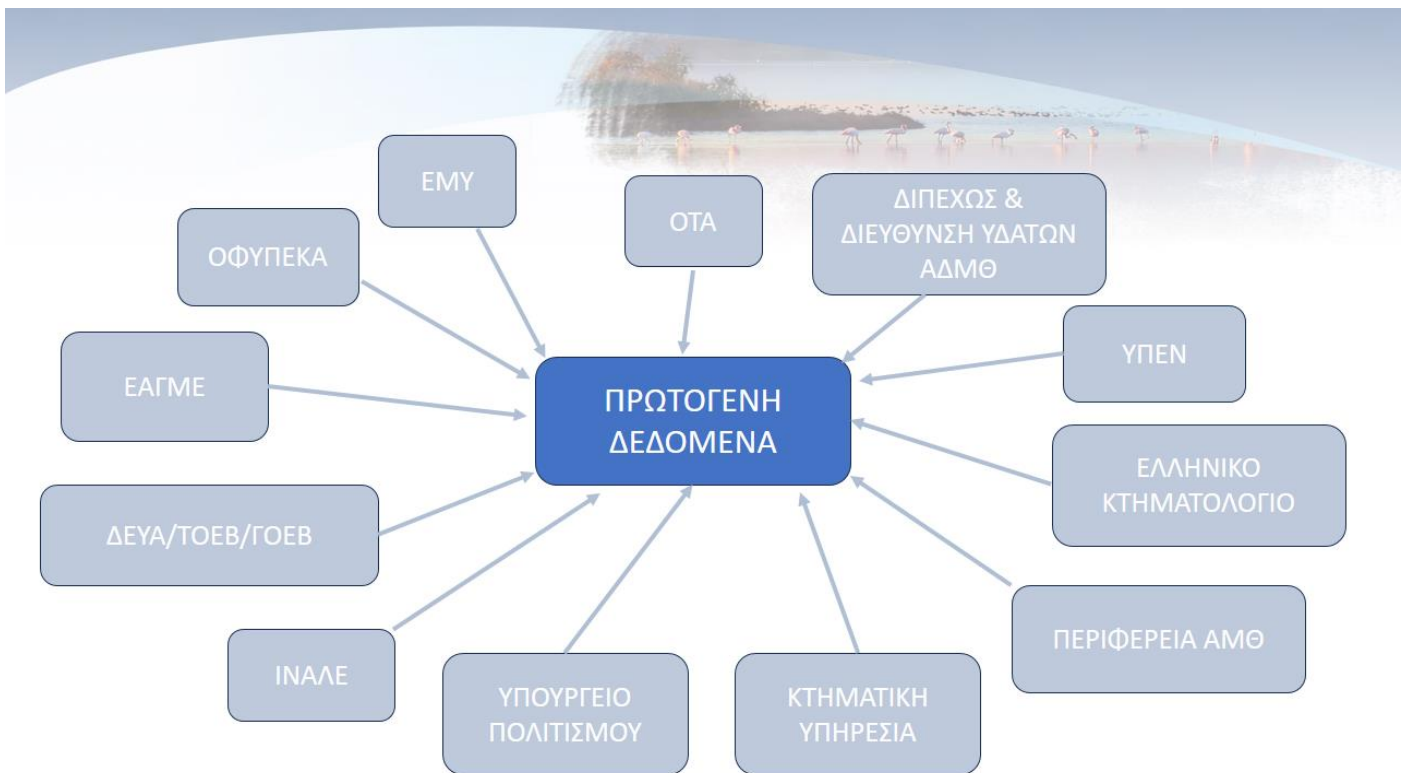 ΕΜΥ
ΟΤΑ
ΔΙΠΕΧΩΣ &
ΔΙΕΥΘΥΝΣΗ ΥΔΑΤΩΝ
ΑΔΜΘ
ΟΦΥΠΕΚΑ
ΥΠΕΝ
ΕΑΓΜΕ
ΠΡΩΤΟΓΕΝΗ
ΔΕΔΟΜΕΝΑ
ΕΛΛΗΝΙΚΟ
ΚΤΗΜΑΤΟΛΟΓΙΟ
ΔΕΥΑ/ΤΟΕΒ/ΓΟΕΒ
ΠΕΡΙΦΕΡΕΙΑ ΑΜΘ
ΙΝΑΛΕ
ΥΠΟΥΡΓΕΙΟ
ΠΟΛΙΤΙΣΜΟΥ
ΚΤΗΜΑΤΙΚΗ
ΥΠΗΡΕΣΙΑ